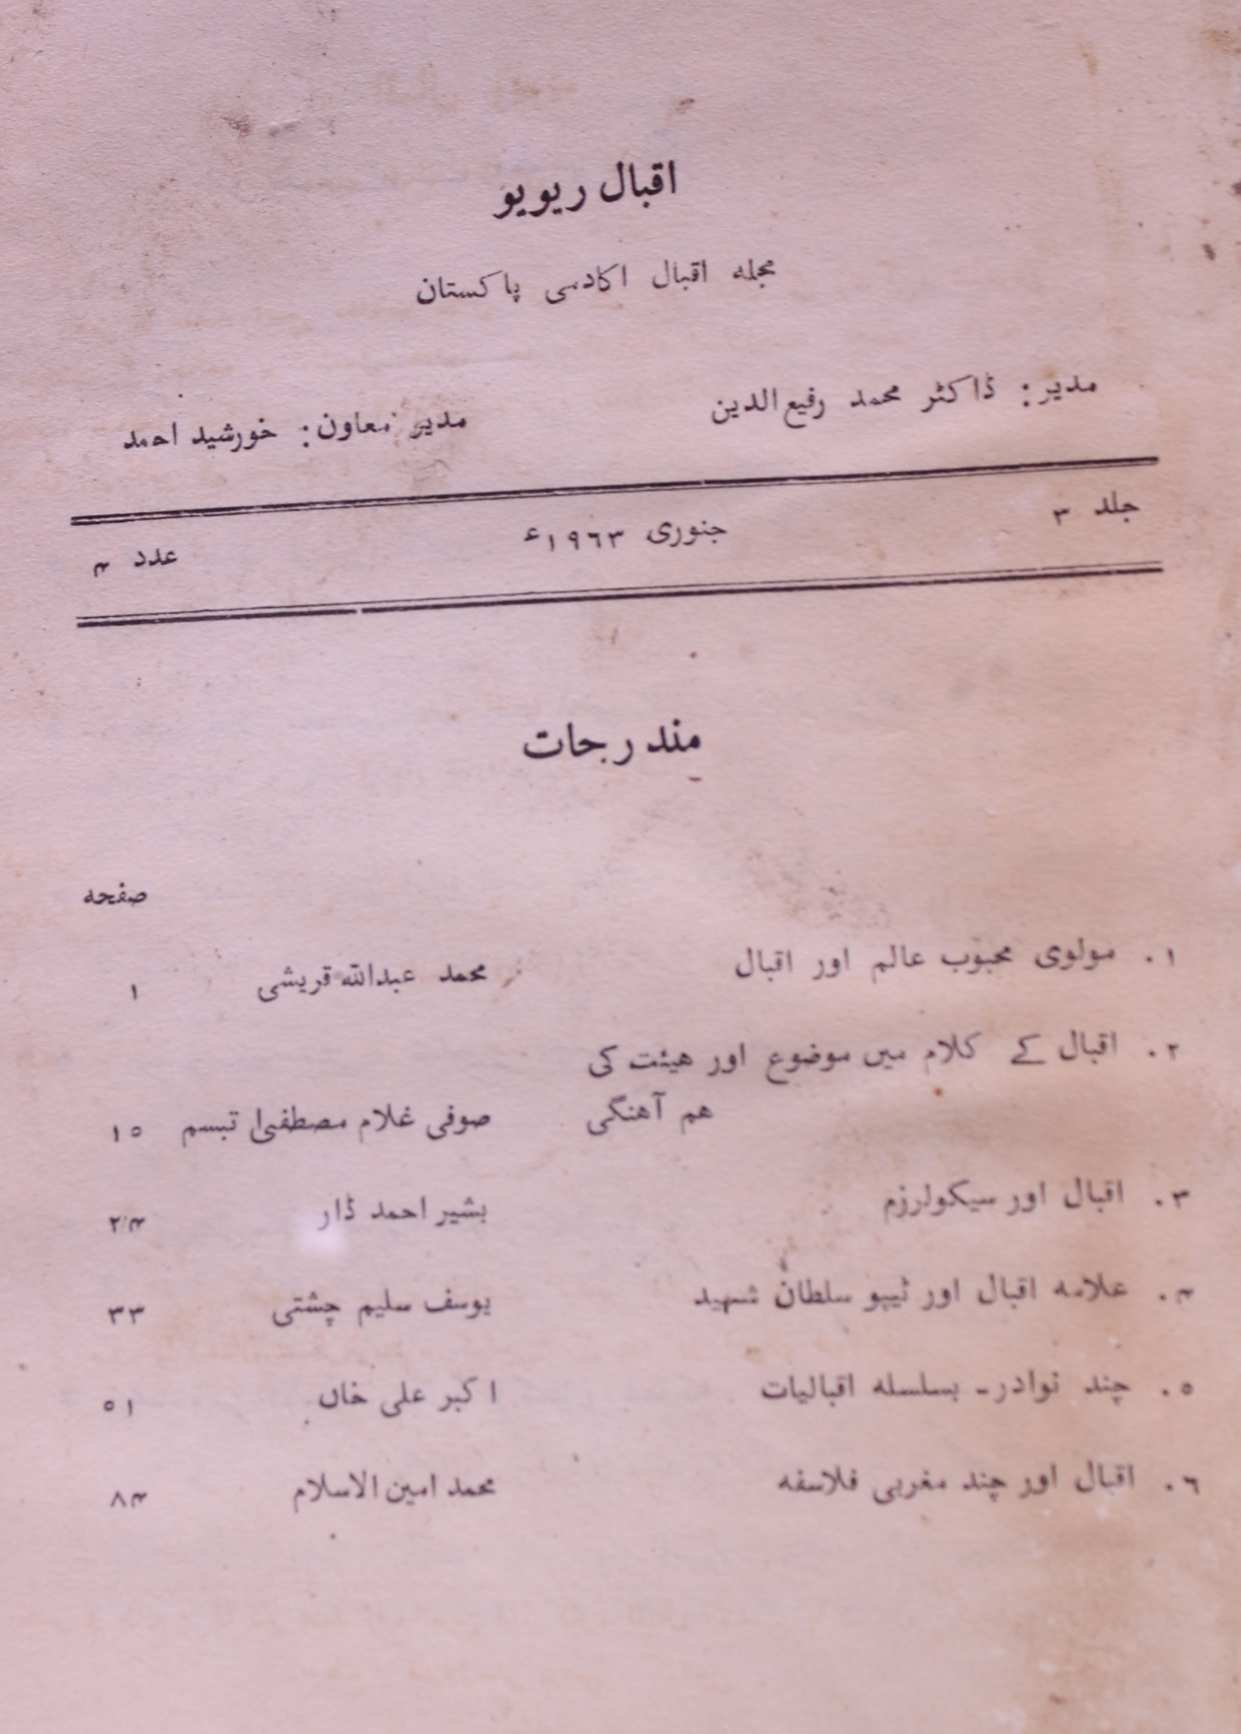 اقبال ریویو
مجلہ اقبال اکادمی پاکستان
مدیر: ڈاکٹر محمد رفیع الدین مدیر معاون: خورشید احمد
جلد ۳ جنوری ۱۹۶۳ء عدد ۴
مندرجات
صفحہ
۱. مولوی محبوب عالم اور اقبال محمد عبداللہ قریشی ۱
۲. اقبال کے کلام میں موضوع اور ھیئت کی
ھم آھنگی صوفی غلام مصطفیٰ تبسم ۱۵
۳. اقبال اور سیکولرزم بشیر احمد ڈار ۲۴
۴. علامہ اقبال اور ٹیپو سلطان شہید یوسف سلیم چشتی ۳۳
۵. چند نوادر۔ بسلسلہ اقبالیات اکبر علی خاں ۵۱
۶. اقبال اور چند مغربی فلاسفہ محمد امین الاسلام ۸۴